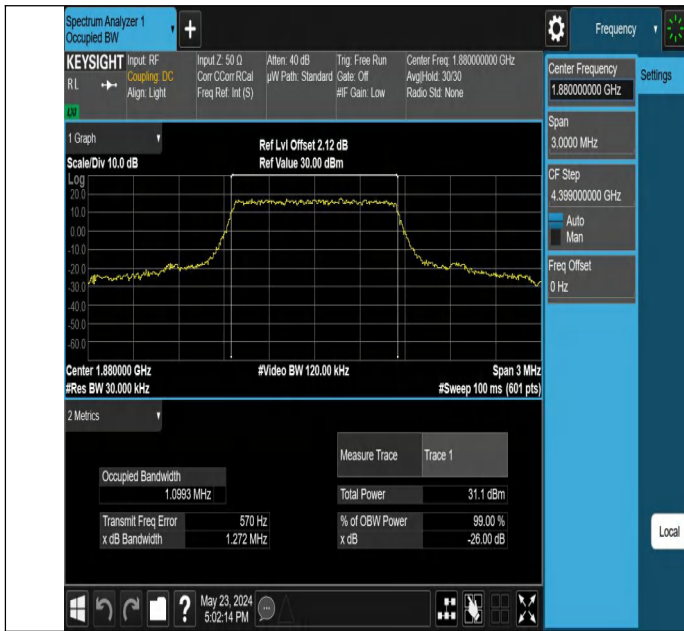 Spectrum Analyzer 1
Occupied BW
+
Frequency
KEYSIGHT
RL
LXI
Input: RF
Coupling: DC
Align: Light
Input Z: 50 Ω
Corr CCorr RCal
Freq Ref: Int (S)
Atten: 40 dB
µW Path: Standard
Trig: Free Run
Gate: Off
#IF Gain: Low
Center Freq: 1.880000000 GHz
Avg|Hold: 30/30
Radio Std: None
Center Frequency
1.880000000 GHz
Settings
Span
3.0000 MHz
CF Step
4.399000000 GHz
Auto
Man
Freq Offset
0 Hz
Local
1 Graph
Scale/Div 10.0 dB
Ref Lvl Offset 2.12 dB
Ref Value 30.00 dBm
Log
20.0
10.0
0.00
-10.0
-20.0
-30.0
-40.0
-50.0
-60.0
Center 1.880000 GHz
#Video BW 120.00 kHz
Span 3 MHz
#Res BW 30.000 kHz
#Sweep 100 ms (601 pts)
2 Metrics
Measure Trace
Trace 1
Occupied Bandwidth
1.0993 MHz
Total Power
31.1 dBm
Transmit Freq Error
570 Hz
% of OBW Power
99.00 %
x dB Bandwidth
1.272 MHz
x dB
-26.00 dB
?
May 23, 2024
5:02:14 PM